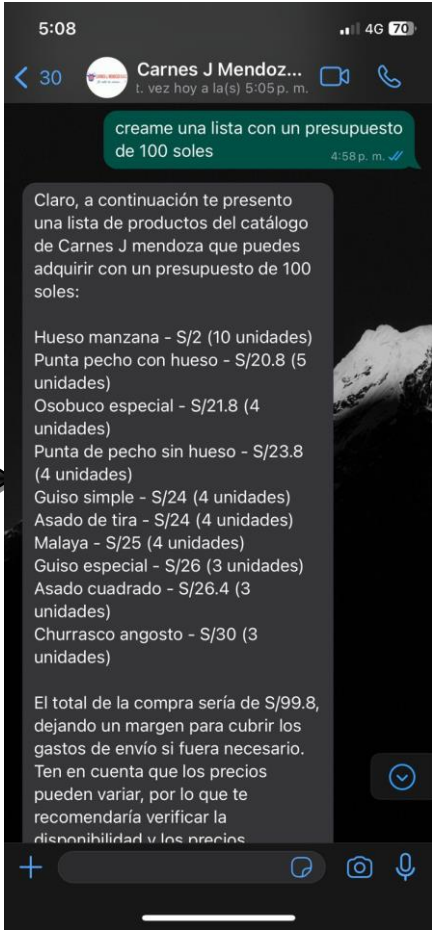 5:08
4G 70
30
Carnes J Mendoz...
t. vez hoy a la(s) 5:05 p. m.
creame una lista con un presupuesto
de 100 soles
4:58 p. m.
Claro, a continuación te presento
una lista de productos del catálogo
de Carnes J mendoza que puedes
adquirir con un presupuesto de 100
soles:
Hueso manzana - S/2 (10 unidades)
Punta pecho con hueso - S/20.8 (5
unidades)
Osobuco especial - S/21.8 (4
unidades)
Punta de pecho sin hueso - S/23.8
(4 unidades)
Guiso simple - S/24 (4 unidades)
Asado de tira - S/24 (4 unidades)
Malaya - S/25 (4 unidades)
Guiso especial - S/26 (3 unidades)
Asado cuadrado - S/26.4 (3
unidades)
Churrasco angosto - S/30 (3
unidades)
El total de la compra sería de S/99.8,
dejando un margen para cubrir los
gastos de envío si fuera necesario.
Ten en cuenta que los precios
pueden variar, por lo que te
recomendaría verificar la
disponibilidad y los precios